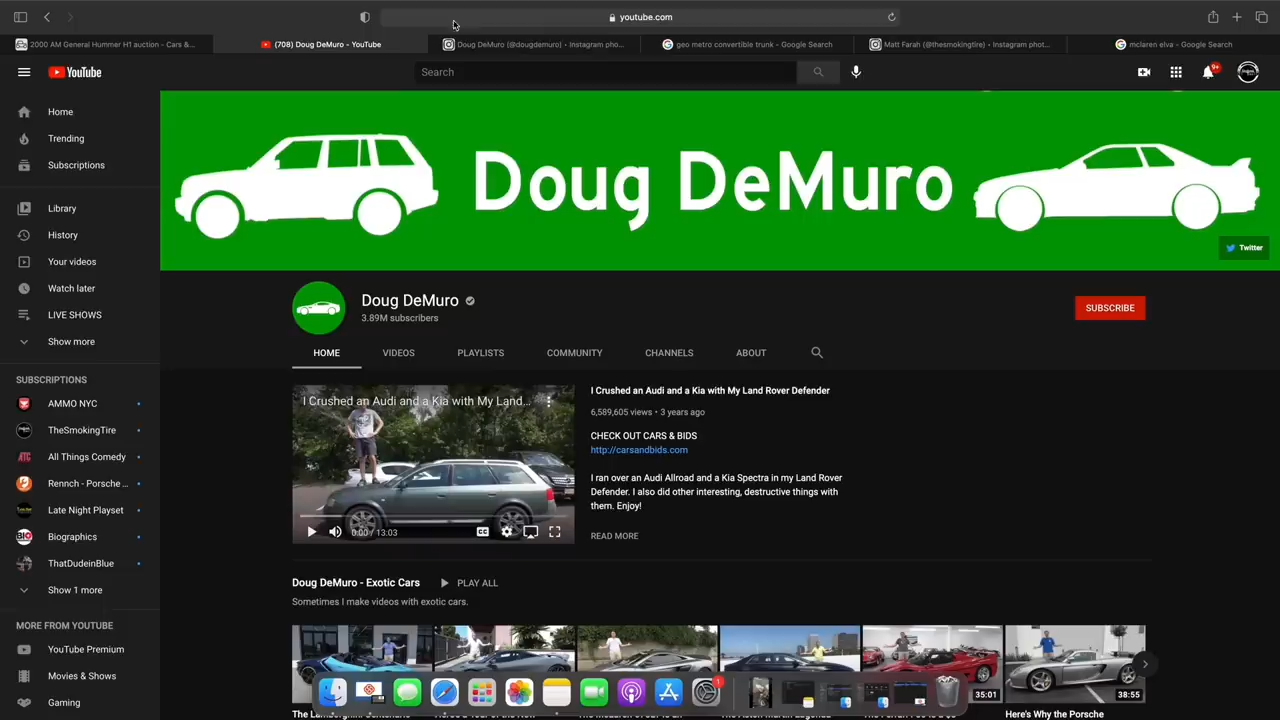 youtube.com
2000 AM General Hummer H1 auction - Cars &...
(708) Doug DeMuro - YouTube
Doug DeMuro (@dougdemuro) • Instagram pho...
geo metro convertible trunk - Google Search
Matt Farah (@thesmokingtire) • Instagram phot...
mclaren elva - Google Search
YouTube
Search
9+
Home
Trending
Subscriptions
Library
History
Your videos
Watch later
LIVE SHOWS
Show more
SUBSCRIPTIONS
AMMO NYC
TheSmokingTire
All Things Comedy
Rennch - Porsche ...
Late Night Playset
Biographics
ThatDudeinBlue
Show 1 more
MORE FROM YOUTUBE
YouTube Premium
Movies & Shows
Gaming
Doug DeMuro
Twitter
Doug DeMuro
3.89M subscribers
SUBSCRIBE
HOME
VIDEOS
PLAYLISTS
COMMUNITY
CHANNELS
ABOUT
I Crushed an Audi and a Kia with My Land...
0:00 / 13:03
CC
I Crushed an Audi and a Kia with My Land Rover Defender
6,589,605 views • 3 years ago
CHECK OUT CARS & BIDS
http://carsandbids.com
I ran over an Audi Allroad and a Kia Spectra in my Land Rover
Defender. I also did other interesting, destructive things with
them. Enjoy!
READ MORE
Doug DeMuro - Exotic Cars
PLAY ALL
Sometimes I make videos with exotic cars.
35:01
38:55
1
Here's Why the Porsche